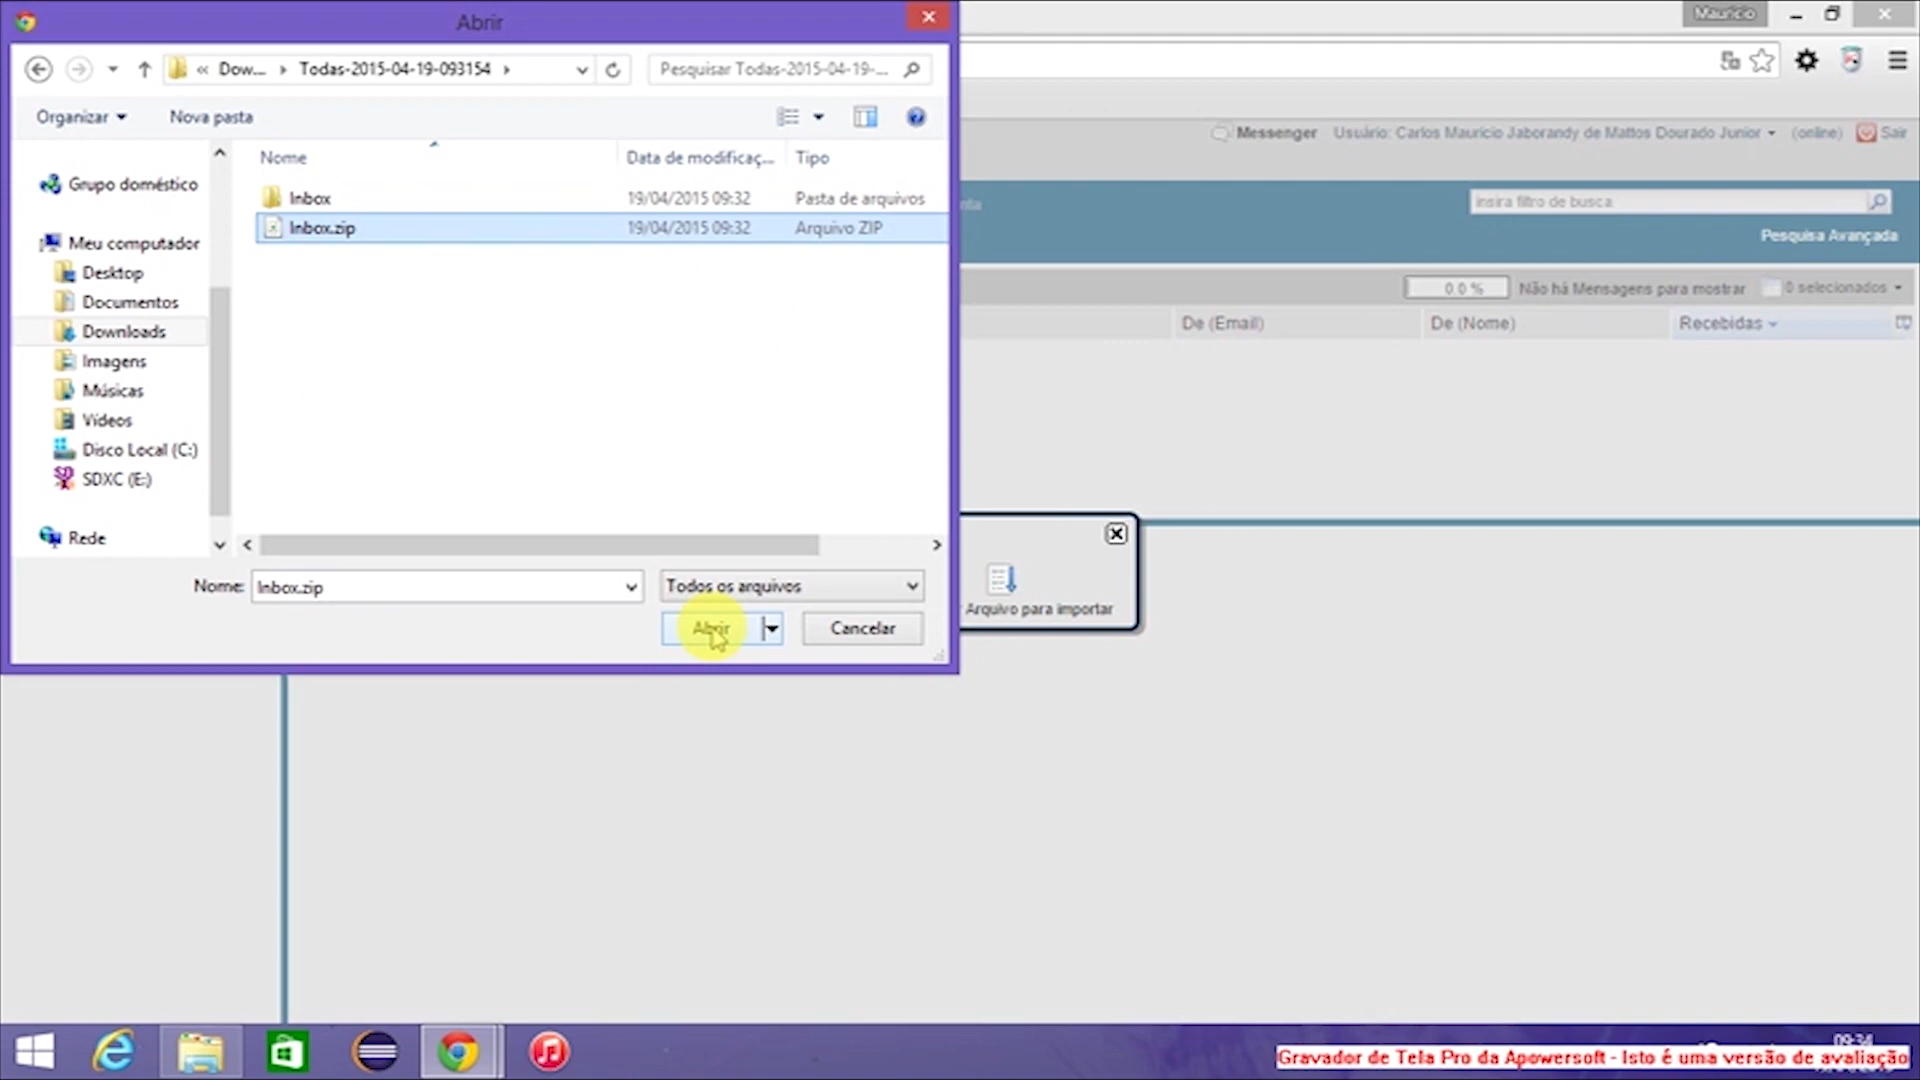 Abrir
« Dow... › Todas-2015-04-19-093154 ›
Pesquisar Todas-2015-04-19-...
Organizar
Nova pasta
Nome
Data de modificaç...
Tipo
Inbox
19/04/2015 09:32
Pasta de arquivos
Inbox.zip
19/04/2015 09:32
Arquivo ZIP
Grupo doméstico
Meu computador
Desktop
Documentos
Downloads
Imagens
Músicas
Vídeos
Disco Local (C:)
SDXC (E:)
Rede
Nome:
Inbox.zip
Todos os arquivos
Abrir
Cancelar
Maurício
Messenger
Usuário: Carlos Maurício Jaborandy de Mattos Dourado Junior
(online)
Sair
insira filtro de busca
Pesquisa Avançada
0.0 %
Não há Mensagens para mostrar
0 selecionados
De (Email)
De (Nome)
Recebidas
Arquivo para importar
09:34
Gravador de Tela Pro da Apowersoft - Isto é uma versão de avaliação